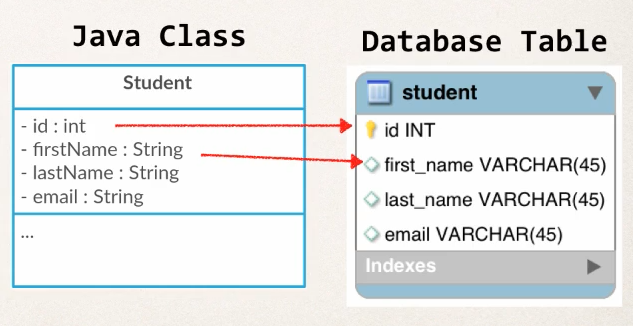 Java Class
Student
- id : int
- firstName : String
- lastName : String
- email : String
...
Database Table
student
id INT
first_name VARCHAR(45)
last_name VARCHAR(45)
email VARCHAR(45)
Indexes